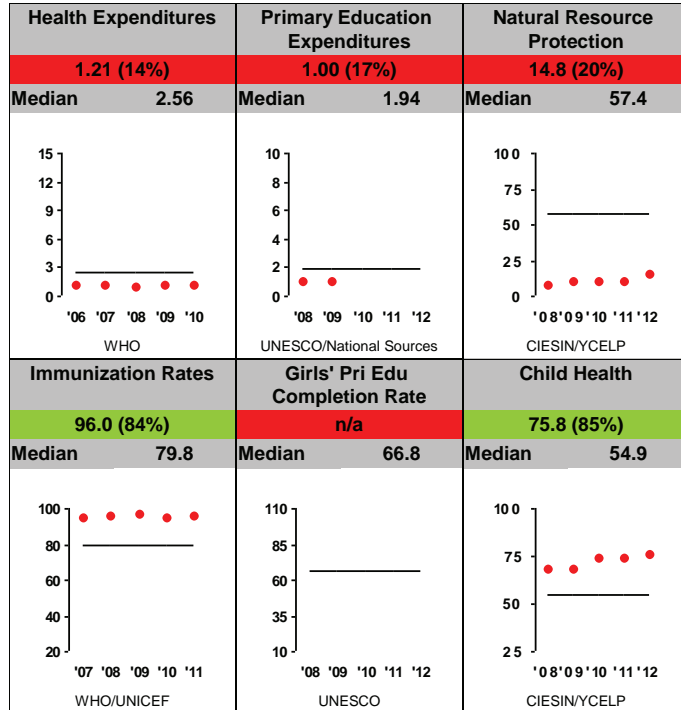 Health Expenditures
1.21 (14%)
Median 2.56
15
12
9
6
3
0
'06 '07 '08 '09 '10
WHO
Primary Education
Expenditures
1.00 (17%)
Median 1.94
10
8
6
4
2
0
'08 '09 '10 '11 '12
UNESCO/National Sources
Natural Resource
Protection
14.8 (20%)
Median 57.4
100
75
50
25
0
'08 '09 '10 '11 '12
CIESIN/YCELP
Immunization Rates
96.0 (84%)
Median 79.8
100
80
60
40
20
'07 '08 '09 '10 '11
WHO/UNICEF
Girls' Pri Edu
Completion Rate
n/a
Median 66.8
110
85
60
35
10
'08 '09 '10 '11 '12
UNESCO
Child Health
75.8 (85%)
Median 54.9
100
75
50
25
'08 '09 '10 '11 '12
CIESIN/YCELP